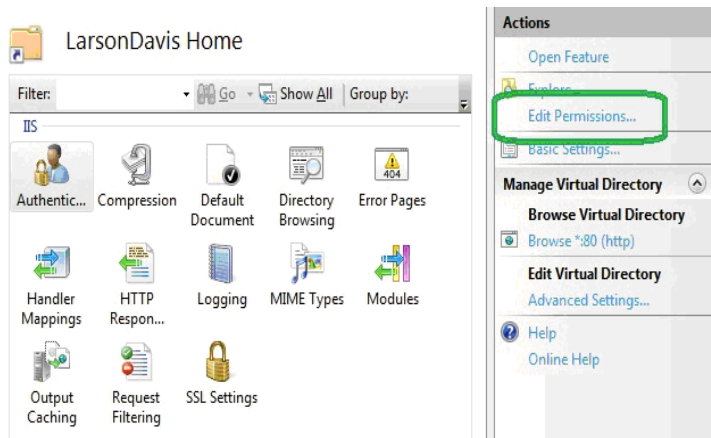 LarsonDavis Home
Filter:
Go
Show All
Group by:
IIS
Authentic...
Compression
Default
Document
Directory
Browsing
404
Error Pages
Handler
Mappings
HTTP
Respon...
Logging
MIME Types
Modules
Output
Caching
Request
Filtering
SSL Settings
Actions
Open Feature
Explore
Edit Permissions...
Basic Settings...
Manage Virtual Directory
Browse Virtual Directory
Browse *:80 (http)
Edit Virtual Directory
Advanced Settings...
Help
Online Help